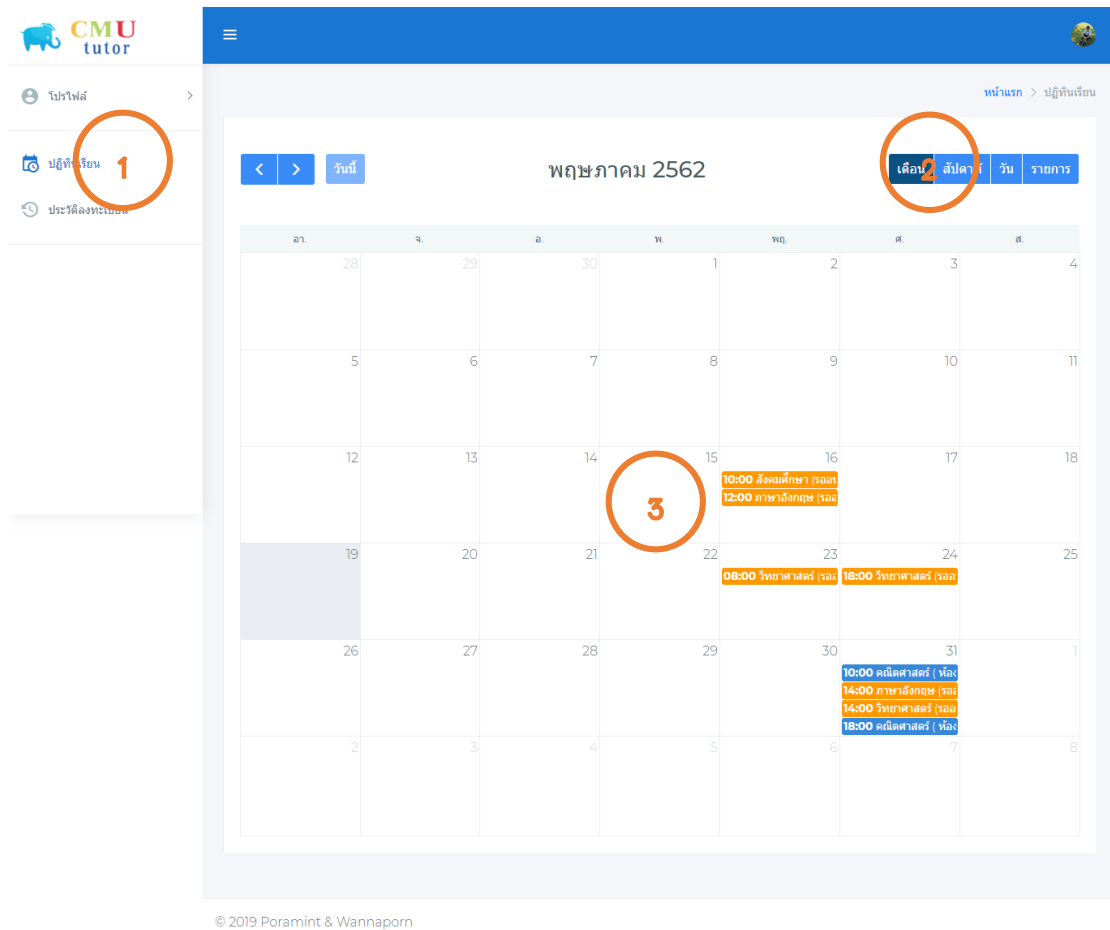 CMU
tutor
โปรไฟล์
หน้าแรก > ปฏิทินเรียน
ปฏิทินเรียน
1
ประวัติลงทะเบียน
< > วันนี้
พฤษภาคม 2562
เดือน 2 สัปดาห์ วัน รายการ
อา. จ. อ. พ. พฤ. ศ. ส.
28 29 30 1 2 3 4
5 6 7 8 9 10 11
12 13 14 15 16 17 18
10:00 สังคมศึกษา (รออน
12:00 ภาษาอังกฤษ (รออ
3
19 20 21 22 23 24 25
08:00 วิทยาศาสตร์ (รออ 18:00 วิทยาศาสตร์ (รออ
26 27 28 29 30 31 1
10:00 คณิตศาสตร์ ( ห้อง
14:00 ภาษาอังกฤษ (รออ
14:00 วิทยาศาสตร์ (รออ
18:00 คณิตศาสตร์ ( ห้อง
2 3 4 5 6 7 8
© 2019 Poramint & Wannaporn